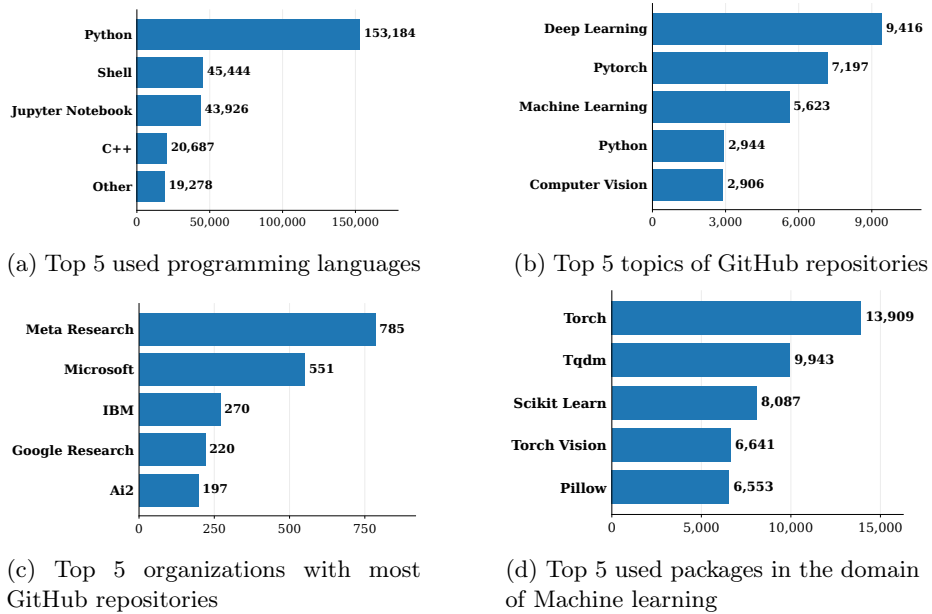 Python 153,184
Shell 45,444
Jupyter Notebook 43,926
C++ 20,687
Other 19,278
0 50,000 100,000 150,000
(a) Top 5 used programming languages
Deep Learning 9,416
Pytorch 7,197
Machine Learning 5,623
Python 2,944
Computer Vision 2,906
0 3,000 6,000 9,000
(b) Top 5 topics of GitHub repositories
Meta Research 785
Microsoft 551
IBM 270
Google Research 220
Ai2 197
0 250 500 750
(c) Top 5 organizations with most
GitHub repositories
Torch 13,909
Tqdm 9,943
Scikit Learn 8,087
Torch Vision 6,641
Pillow 6,553
0 5,000 10,000 15,000
(d) Top 5 used packages in the domain
of Machine learning